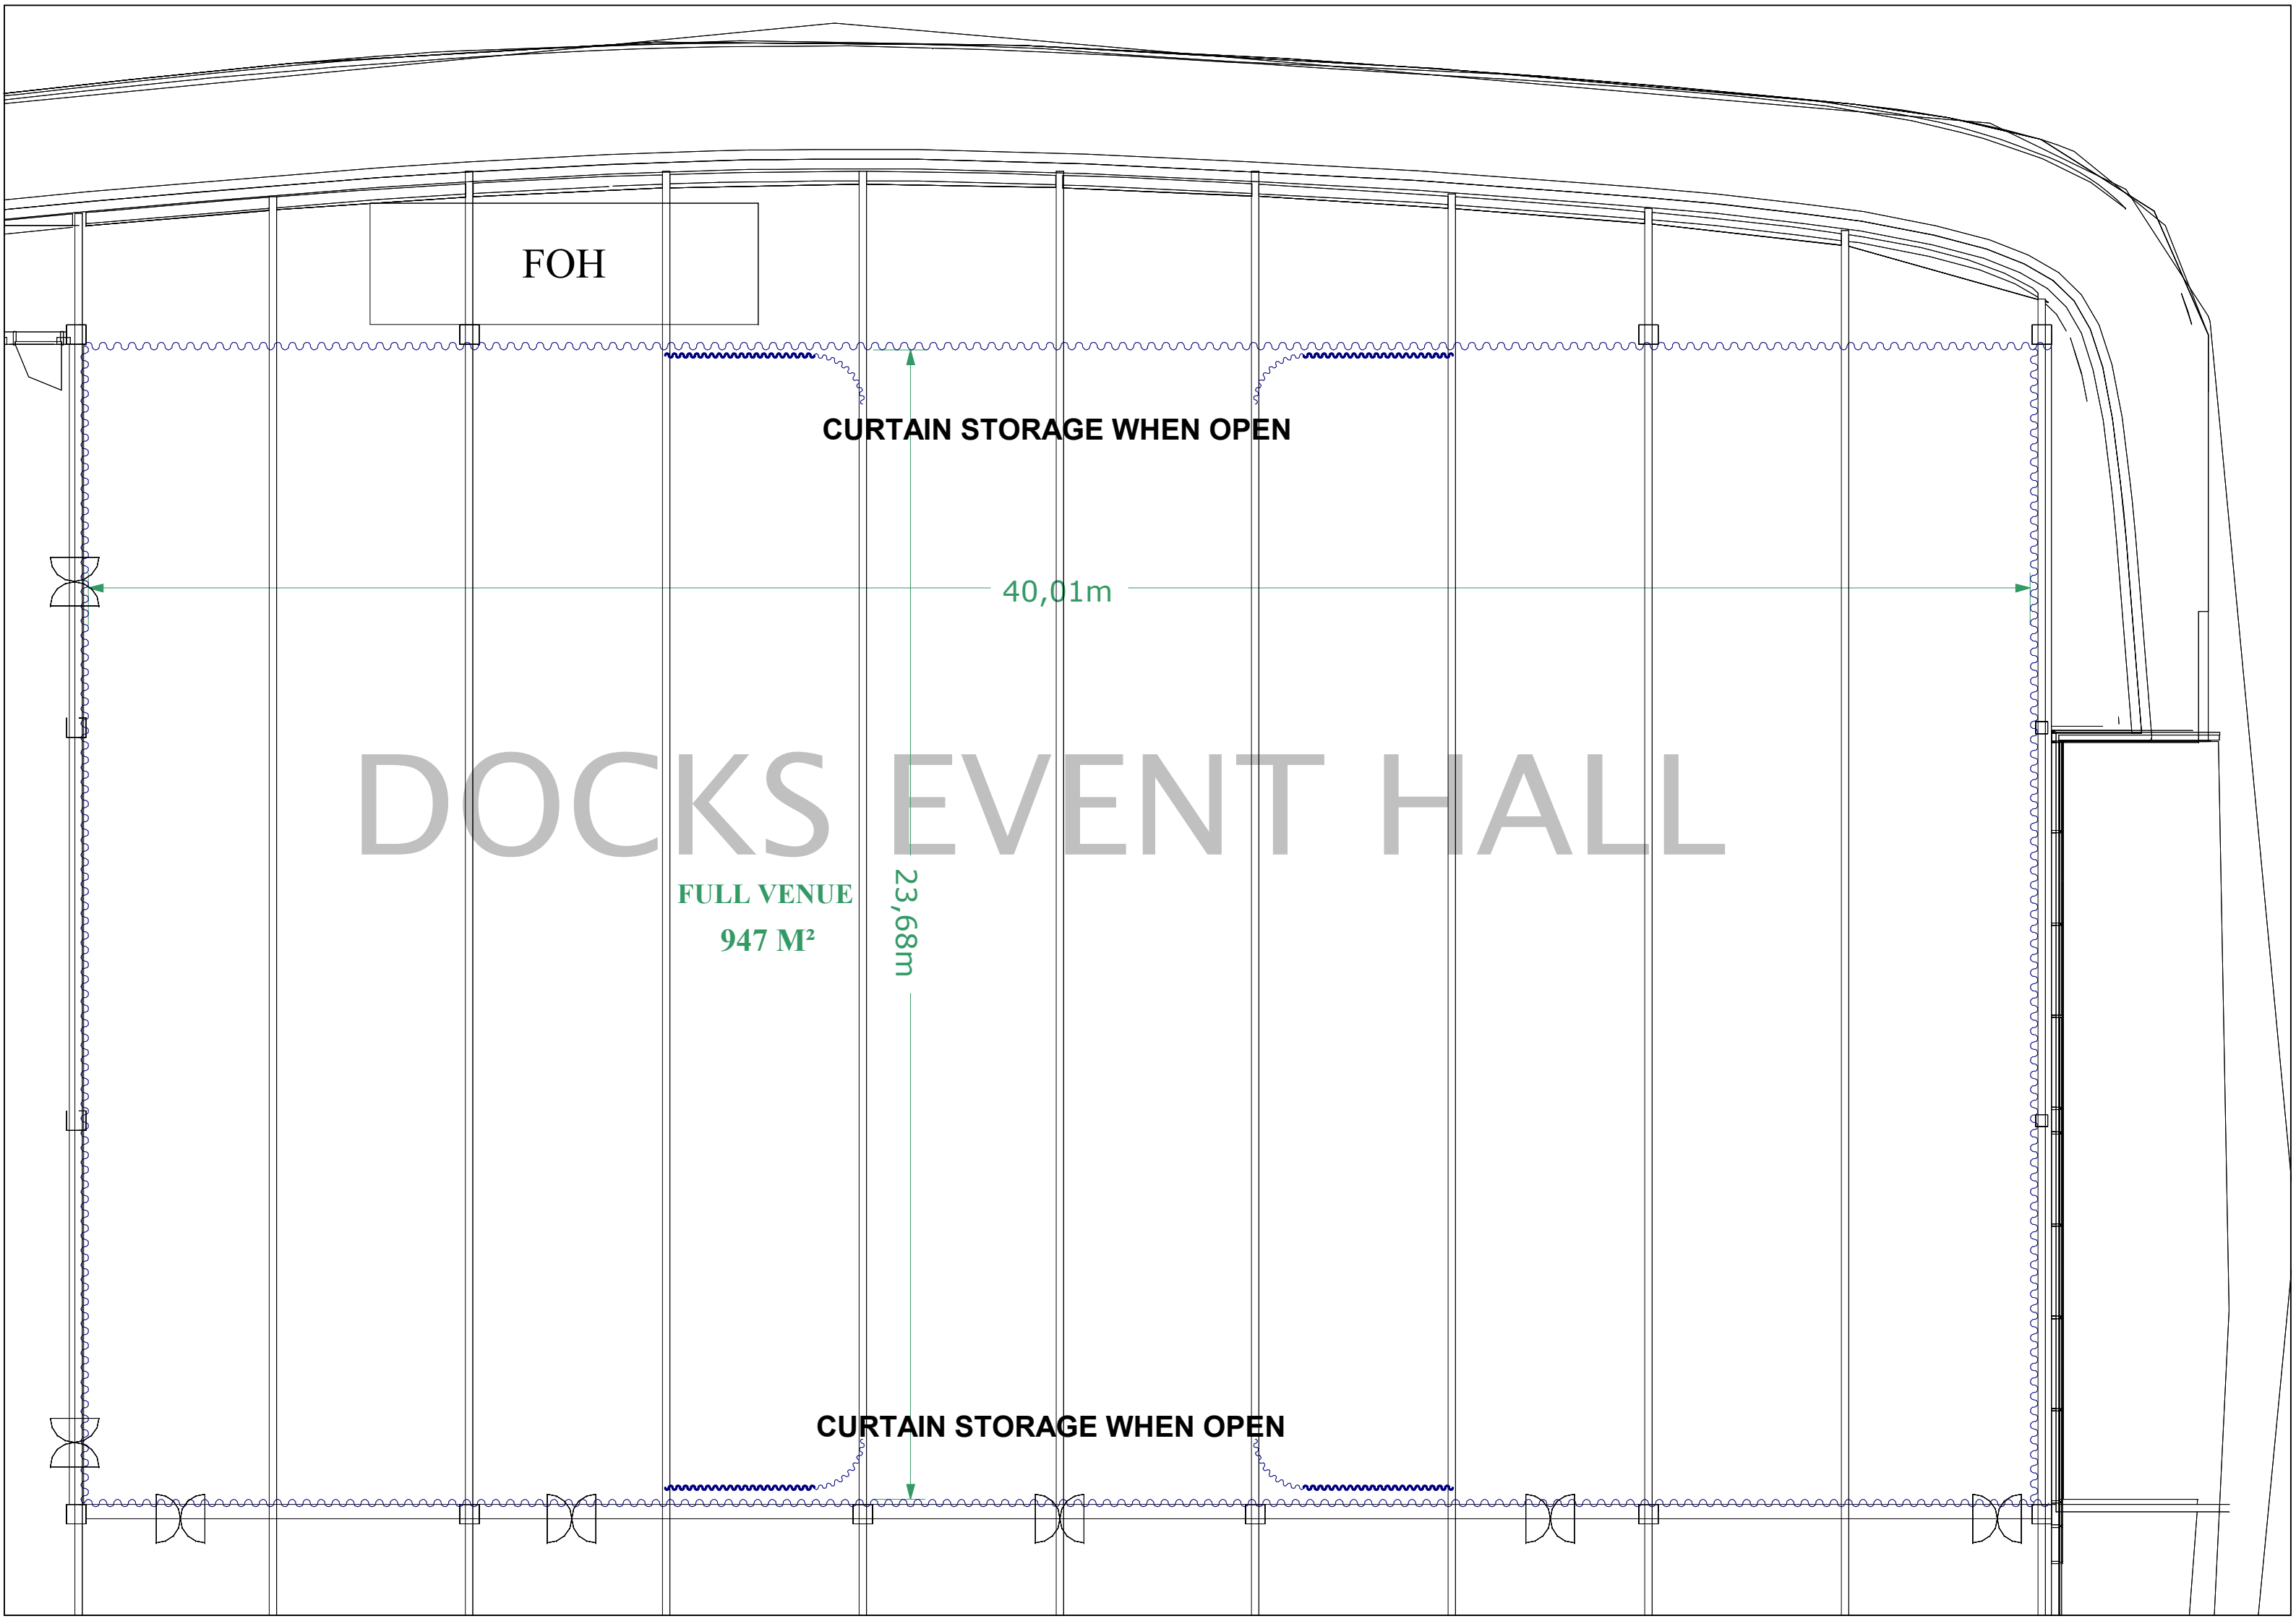 FOH
CURTAIN STORAGE WHEN OPEN
40,01m
DOCKS EVENT HALL
FULL VENUE
947 M²
23,68m
CURTAIN STORAGE WHEN OPEN